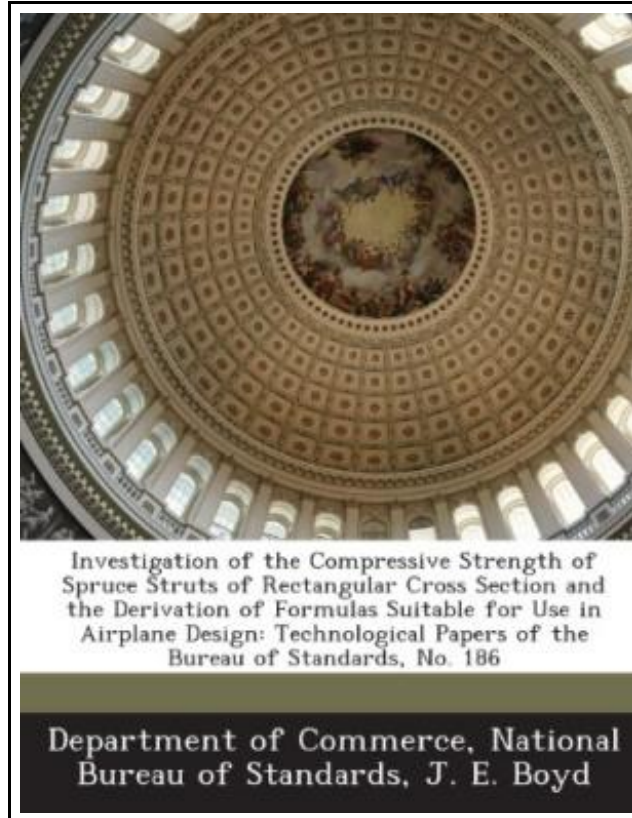 Investigation of the Compressive Strength of
Spruce Struts of Rectangular Cross Section and
the Derivation of Formulas Suitable for Use in
Airplane Design: Technological Papers of the
Bureau of Standards, No. 186
Department of Commerce, National
Bureau of Standards, J. E. Boyd